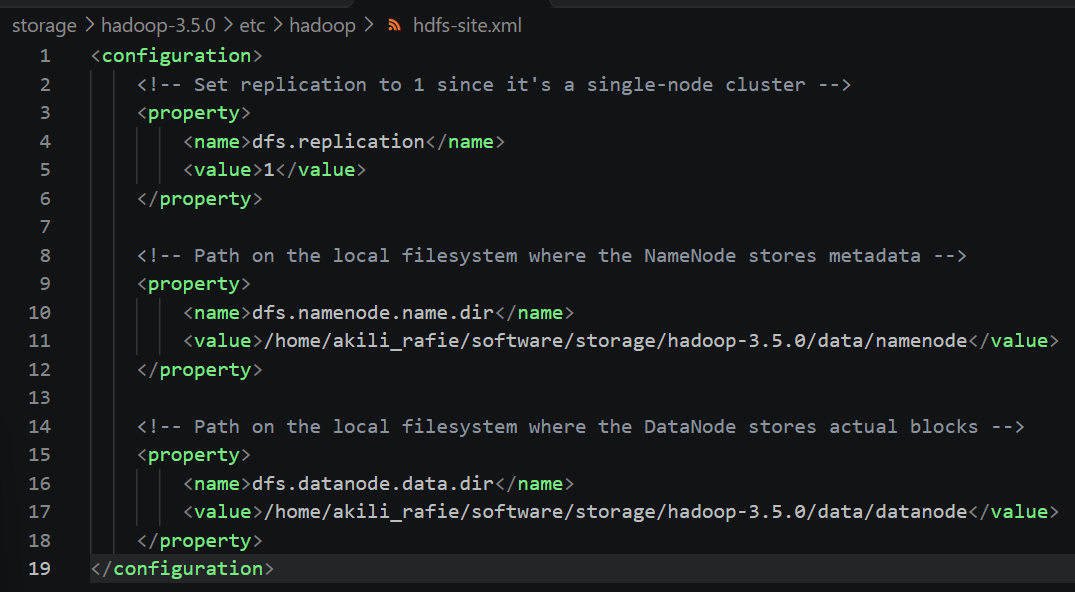 storage > hadoop-3.5.0 > etc > hadoop > hdfs-site.xml
1 <configuration>
2     <!-- Set replication to 1 since it's a single-node cluster -->
3     <property>
4         <name>dfs.replication</name>
5         <value>1</value>
6     </property>
7
8     <!-- Path on the local filesystem where the NameNode stores metadata -->
9     <property>
10         <name>dfs.namenode.name.dir</name>
11         <value>/home/akili_rafie/software/storage/hadoop-3.5.0/data/namenode</value>
12     </property>
13
14     <!-- Path on the local filesystem where the DataNode stores actual blocks -->
15     <property>
16         <name>dfs.datanode.data.dir</name>
17         <value>/home/akili_rafie/software/storage/hadoop-3.5.0/data/datanode</value>
18     </property>
19 </configuration>